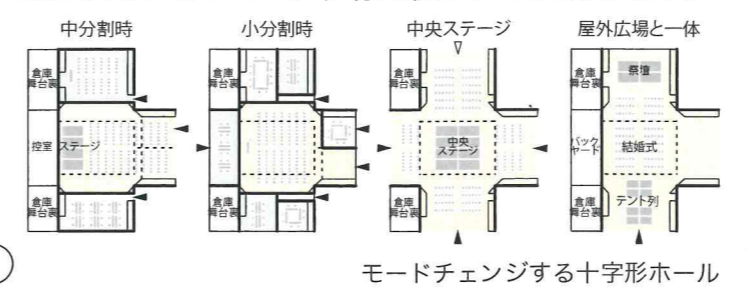 中分割時
小分割時
中央ステージ
屋外広場と一体
倉庫
舞台裏
控室
ステージ
倉庫
舞台裏
倉庫
舞台裏
倉庫
舞台裏
倉庫
舞台裏
中央
ステージ
倉庫
舞台裏
倉庫
舞台裏
祭壇
バック
ヤード
結婚式
倉庫
舞台裏
テント列
モードチェンジする十字形ホール